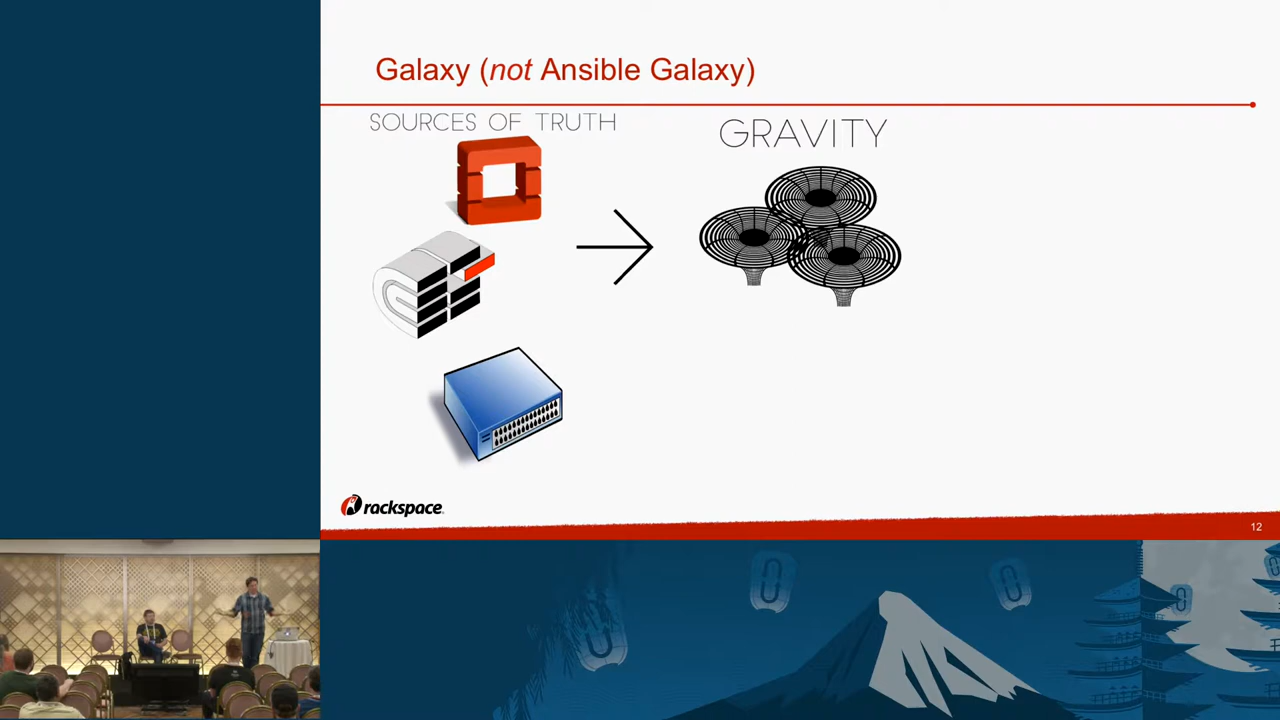 Galaxy (not Ansible Galaxy)
SOURCES OF TRUTH
GRAVITY
rackspace.
12